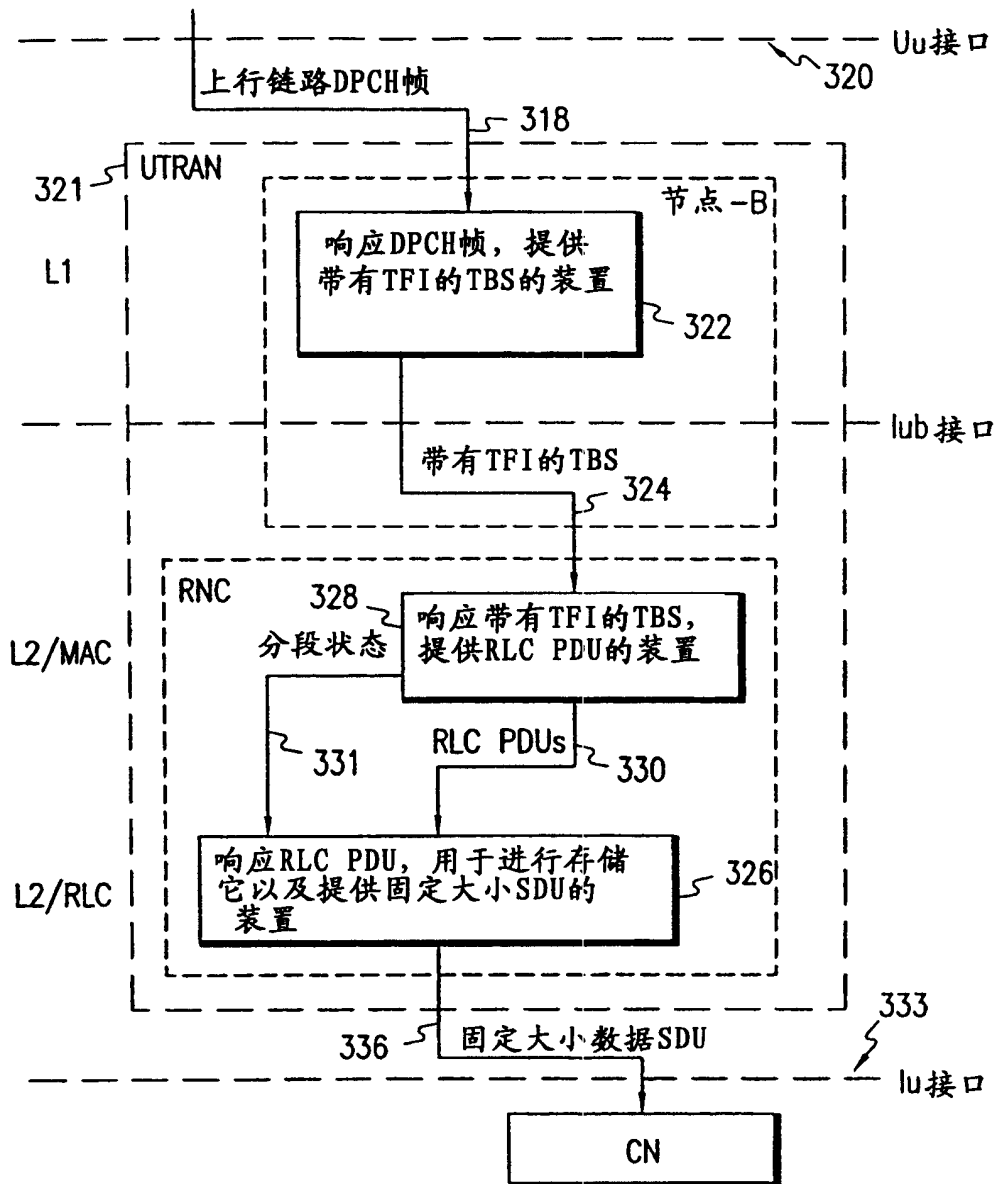 Uu接口
320
上行链路DPCH帧
318
321
UTRAN
节点-B
L1
响应DPCH帧，提供
带有TFI的TBS的装置
322
Iub接口
带有TFI的TBS
324
RNC
328
L2/MAC
分段状态
响应带有TFI的TBS，
提供RLC PDU的装置
331
RLC PDUs
330
L2/RLC
响应RLC PDU，用于进行存储
它以及提供固定大小SDU的
装置
326
336
固定大小数据SDU
333
Iu接口
CN